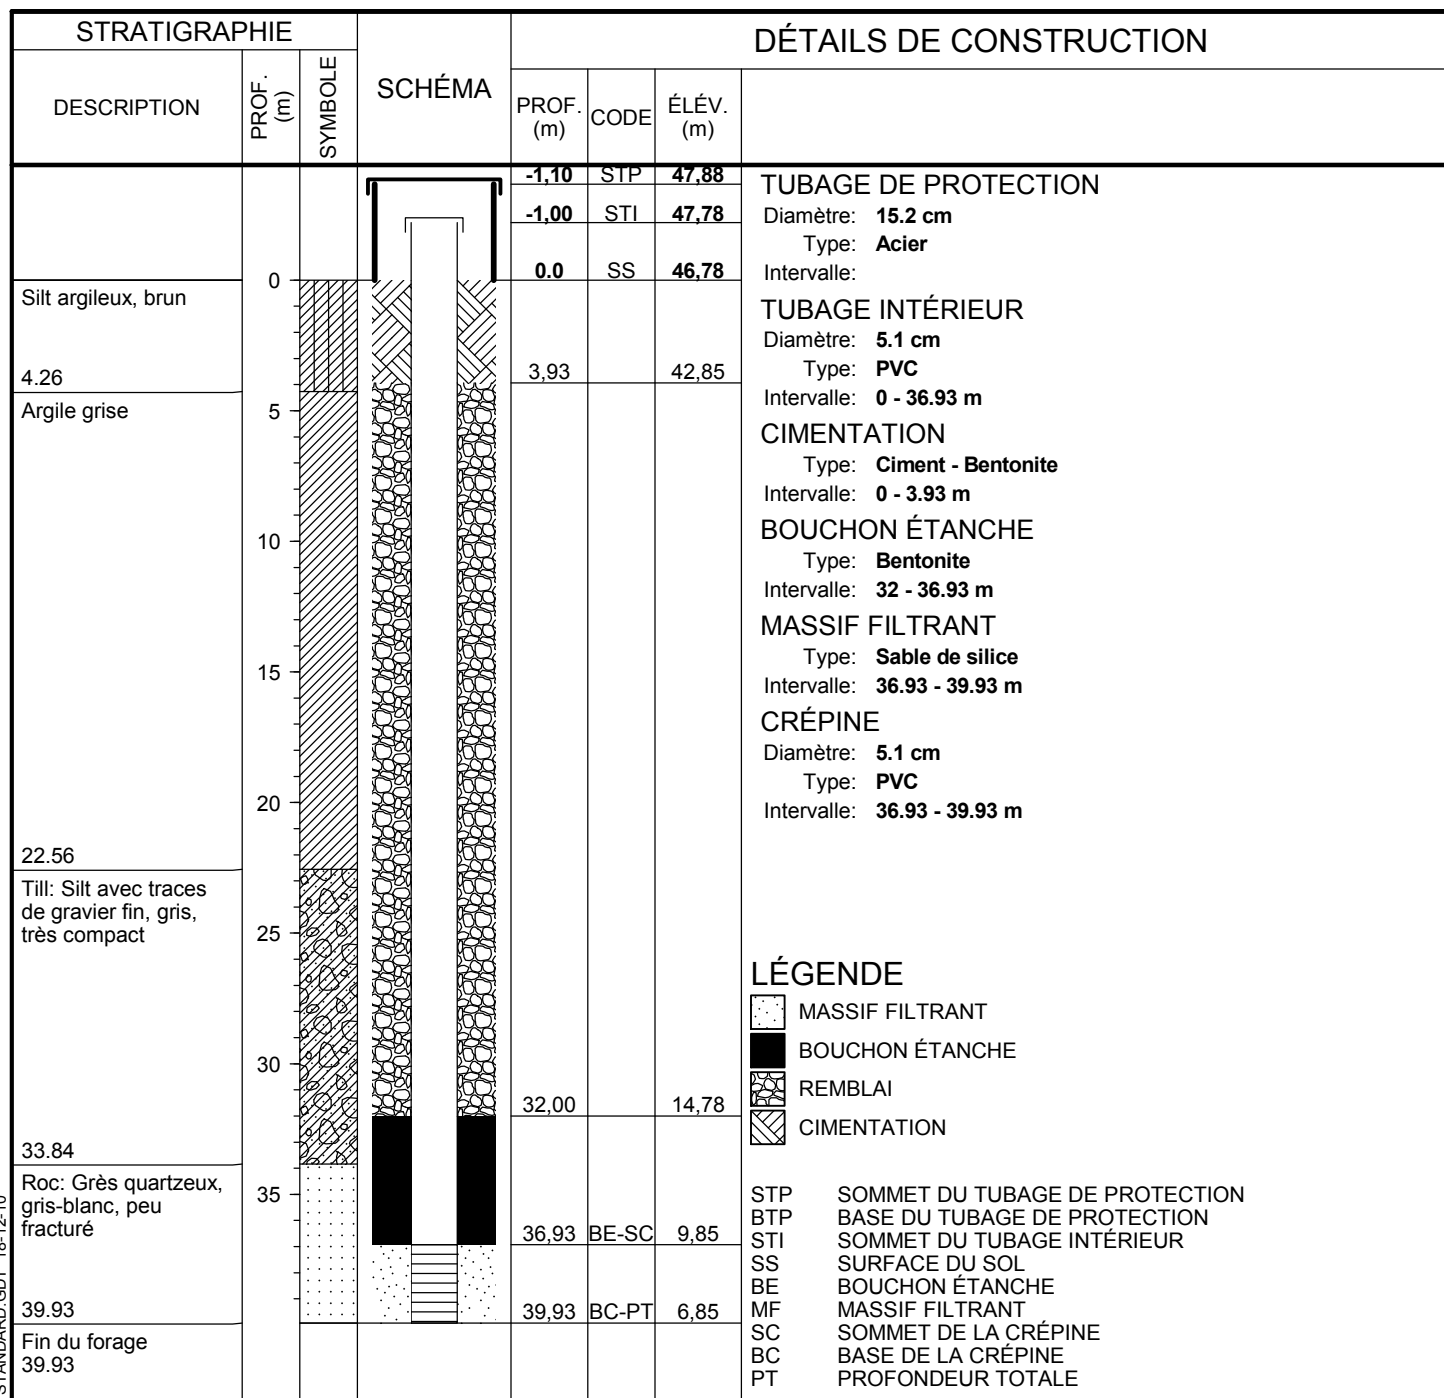 STRATIGRAPHIE
SCHÉMA
DÉTAILS DE CONSTRUCTION
DESCRIPTION
PROF. (m)
SYMBOLE
PROF. (m)
CODE
ÉLÉV. (m)
-1,10 STP 47,88
-1,00 STI 47,78
0.0 SS 46,78
3,93 42,85
32,00 14,78
36,93 BE-SC 9,85
39,93 BC-PT 6,85
Silt argileux, brun
4.26
Argile grise
22.56
Till: Silt avec traces
de gravier fin, gris,
très compact
33.84
Roc: Grès quartzeux,
gris-blanc, peu
fracturé
39.93
Fin du forage
39.93
0
5
10
15
20
25
30
35
TUBAGE DE PROTECTION
Diamètre: 15.2 cm
Type: Acier
Intervalle:
TUBAGE INTÉRIEUR
Diamètre: 5.1 cm
Type: PVC
Intervalle: 0 - 36.93 m
CIMENTATION
Type: Ciment - Bentonite
Intervalle: 0 - 3.93 m
BOUCHON ÉTANCHE
Type: Bentonite
Intervalle: 32 - 36.93 m
MASSIF FILTRANT
Type: Sable de silice
Intervalle: 36.93 - 39.93 m
CRÉPINE
Diamètre: 5.1 cm
Type: PVC
Intervalle: 36.93 - 39.93 m
LÉGENDE
MASSIF FILTRANT
BOUCHON ÉTANCHE
REMBLAI
CIMENTATION
STP SOMMET DU TUBAGE DE PROTECTION
BTP BASE DU TUBAGE DE PROTECTION
STI SOMMET DU TUBAGE INTÉRIEUR
SS SURFACE DU SOL
BE BOUCHON ÉTANCHE
MF MASSIF FILTRANT
SC SOMMET DE LA CRÉPINE
BC BASE DE LA CRÉPINE
PT PROFONDEUR TOTALE
STANDARD.GDT 18-12-10